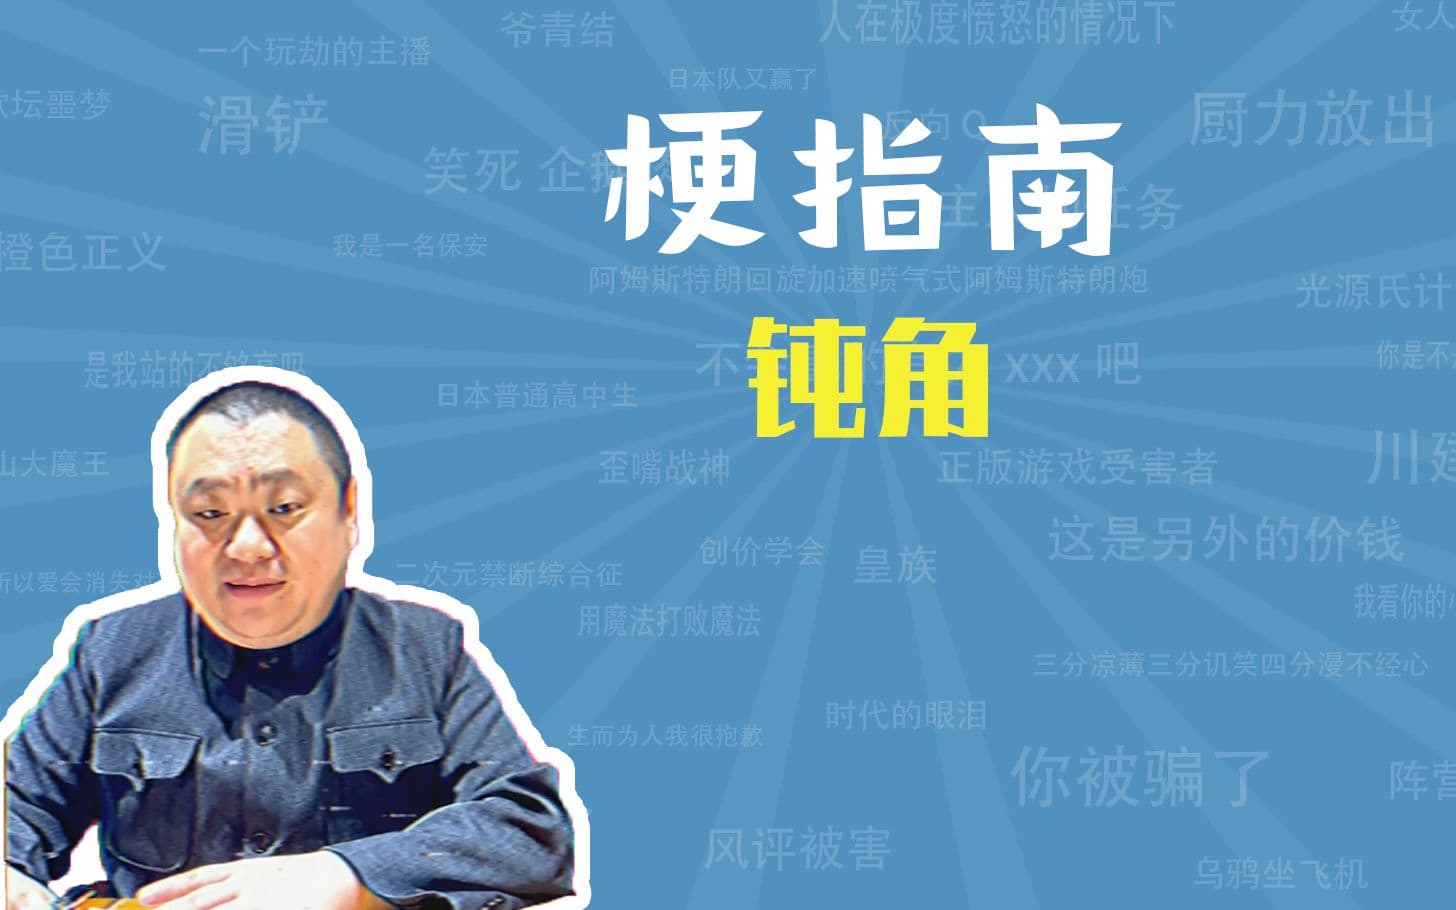 爷青结
人在极度愤怒的情况下
女人
一个玩劫的主播
日本队又赢了
坛噩梦
滑铲
反向Q
厨力放出
梗指南
笑死 企鹅
主
任务
橙色正义
我是一名保安
阿姆斯特朗回旋加速喷气式阿姆斯特朗炮
光源氏计
钝角
不
的
xxx 吧
你是不
是我站的不够高吗
日本普通高中生
山大魔王
歪嘴战神
正版游戏受害者
川建
这是另外的价钱
创价学会
皇族
所以爱会消失对
二次元禁断综合征
用魔法打败魔法
我看你的
三分凉薄三分讥笑四分漫不经心
时代的眼泪
生而为人我很抱歉
你被骗了
阵营
风评被害
乌鸦坐飞机